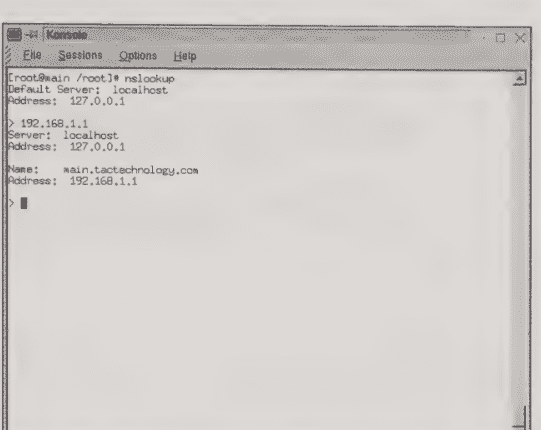 Konsole
File Sessions Options Help
[root@main /root]# nslookup
Default Server: localhost
Address: 127.0.0.1
> 192.168.1.1
Server: localhost
Address: 127.0.0.1
Name: main.tactechnology.com
Address: 192.168.1.1
>